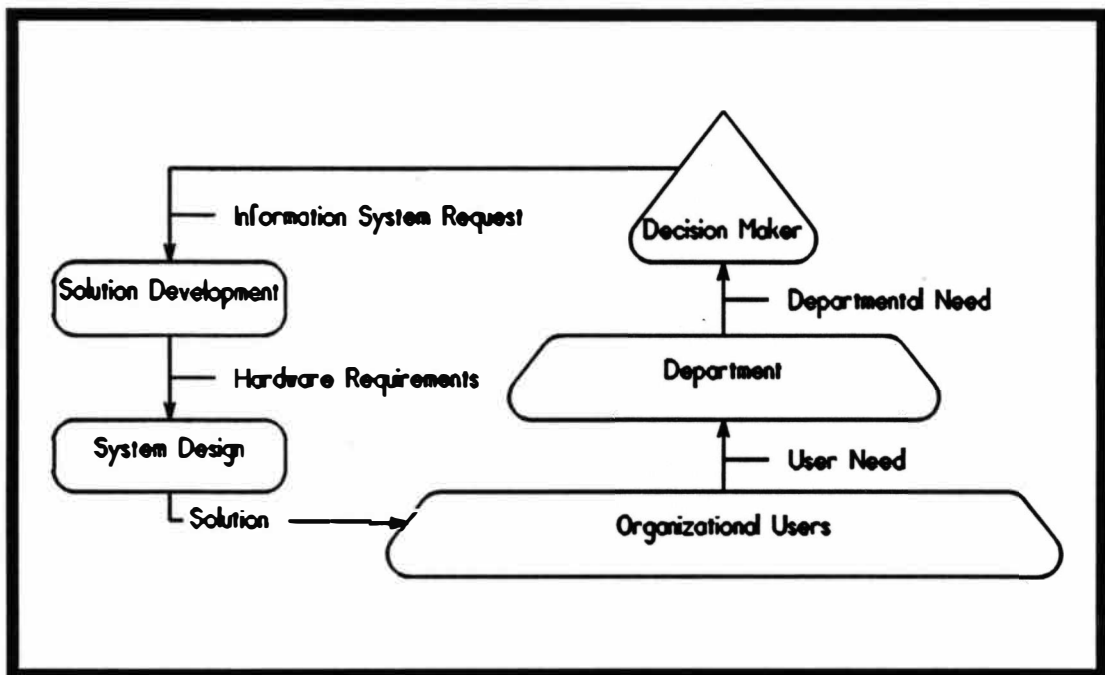 Information System Request
Decision Maker
Solution Development
Departmental Need
Hardware Requirements
Department
System Design
User Need
Solution
Organizational Users